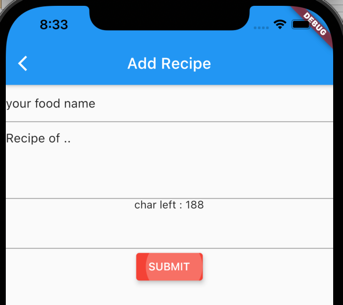 8:33
DEBUG
Add Recipe
your food name
Recipe of ..
char left : 188
SUBMIT